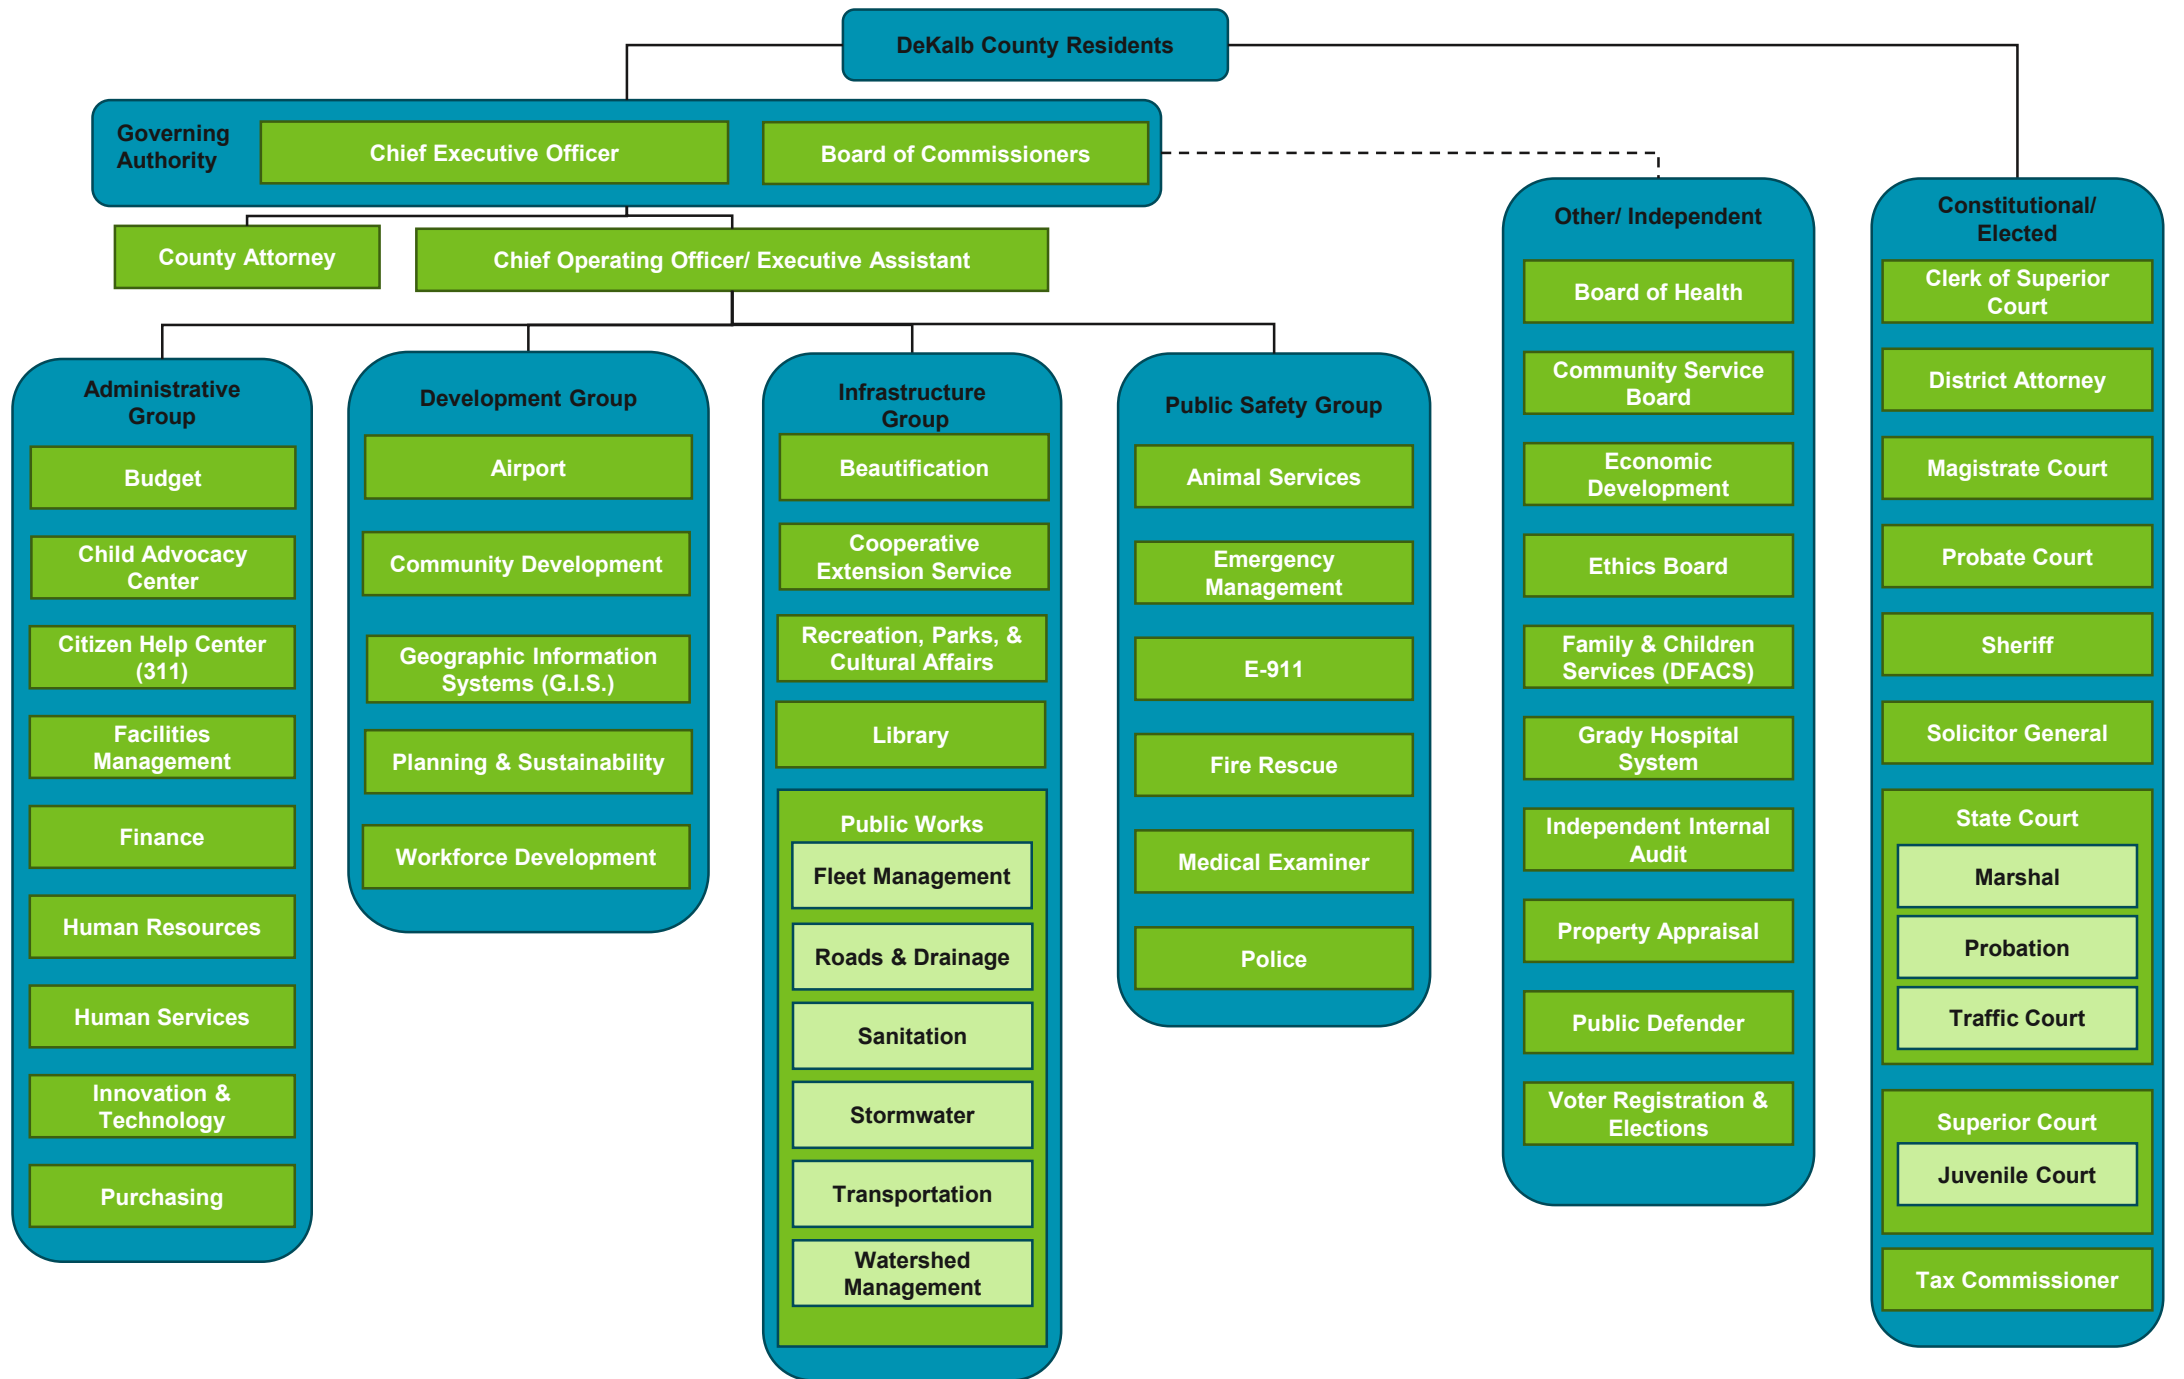 DeKalb County Residents
Governing
Authority
Chief Executive Officer
Board of Commissioners
County Attorney
Chief Operating Officer/ Executive Assistant
Administrative
Group
Budget
Child Advocacy
Center
Citizen Help Center
(311)
Facilities
Management
Finance
Human Resources
Human Services
Innovation &
Technology
Purchasing
Development Group
Airport
Community Development
Geographic Information
Systems (G.I.S.)
Planning & Sustainability
Workforce Development
Infrastructure
Group
Beautification
Cooperative
Extension Service
Recreation, Parks, &
Cultural Affairs
Library
Public Works
Fleet Management
Roads & Drainage
Sanitation
Stormwater
Transportation
Watershed
Management
Public Safety Group
Animal Services
Emergency
Management
E-911
Fire Rescue
Medical Examiner
Police
Other/ Independent
Board of Health
Community Service
Board
Economic
Development
Ethics Board
Family & Children
Services (DFACS)
Grady Hospital
System
Independent Internal
Audit
Property Appraisal
Public Defender
Voter Registration &
Elections
Constitutional/
Elected
Clerk of Superior
Court
District Attorney
Magistrate Court
Probate Court
Sheriff
Solicitor General
State Court
Marshal
Probation
Traffic Court
Superior Court
Juvenile Court
Tax Commissioner